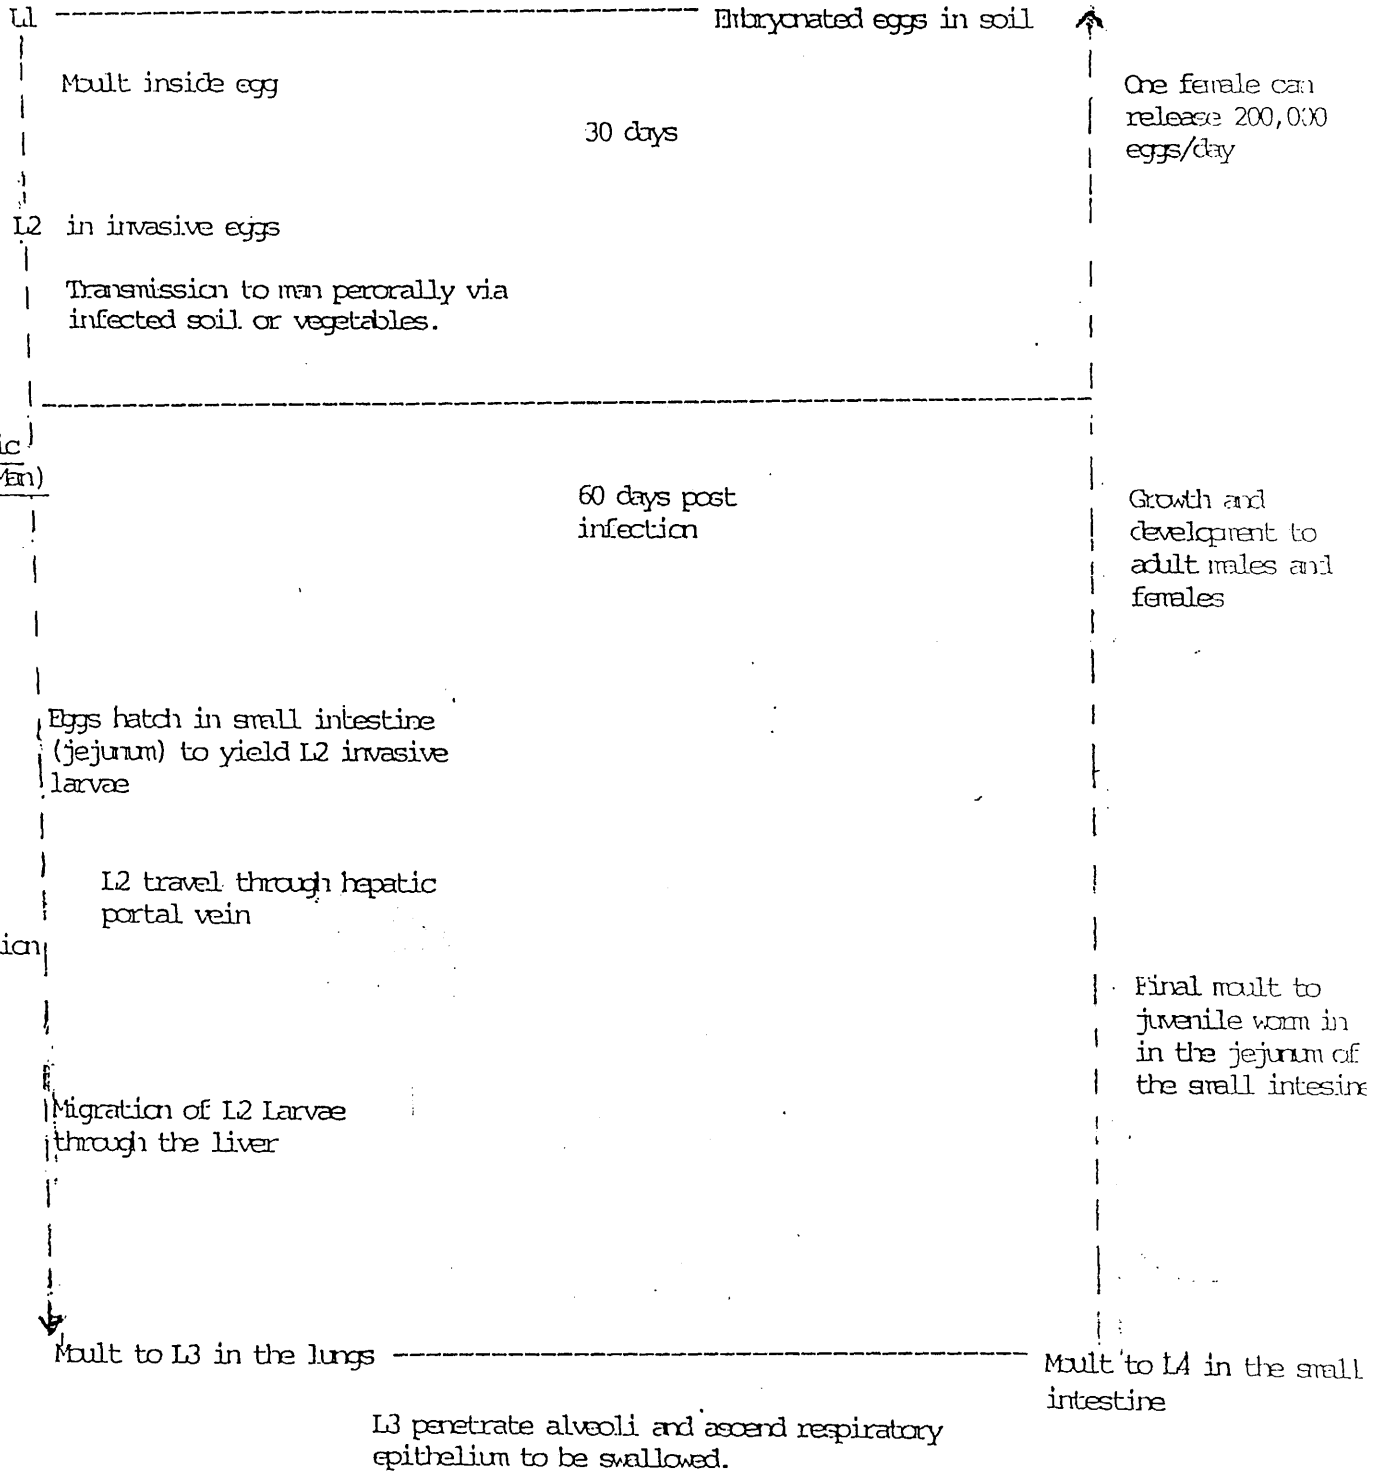 L1
Embryonated eggs in soil
Moult inside egg
30 days
One female can
release 200,000
eggs/day
L2 in invasive eggs
Transmission to man perorally via
infected soil or vegetables.
ic
Man)
60 days post
infection
Growth and
development to
adult males and
females
Eggs hatch in small intestine
(jejunum) to yield L2 invasive
larvae
L2 travel through hepatic
portal vein
ion
Final moult to
juvenile worm in
in the jejunum of
the small intesine
Migration of L2 Larvae
through the liver
Moult to L3 in the lungs
Moult to L4 in the small
intestine
L3 penetrate alveoli and ascend respiratory
epithelium to be swallowed.